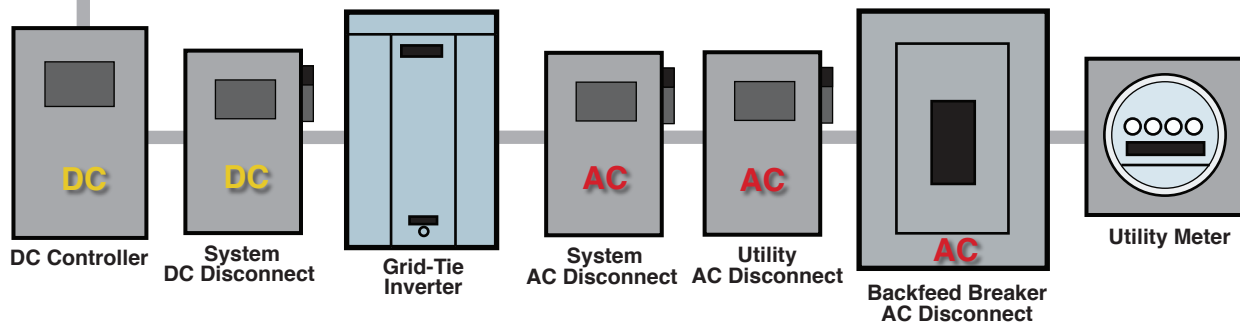 DC
DC
AC
AC
AC
DC Controller
System
DC Disconnect
Grid-Tie
Inverter
System
AC Disconnect
Utility
AC Disconnect
Backfeed Breaker
AC Disconnect
Utility Meter